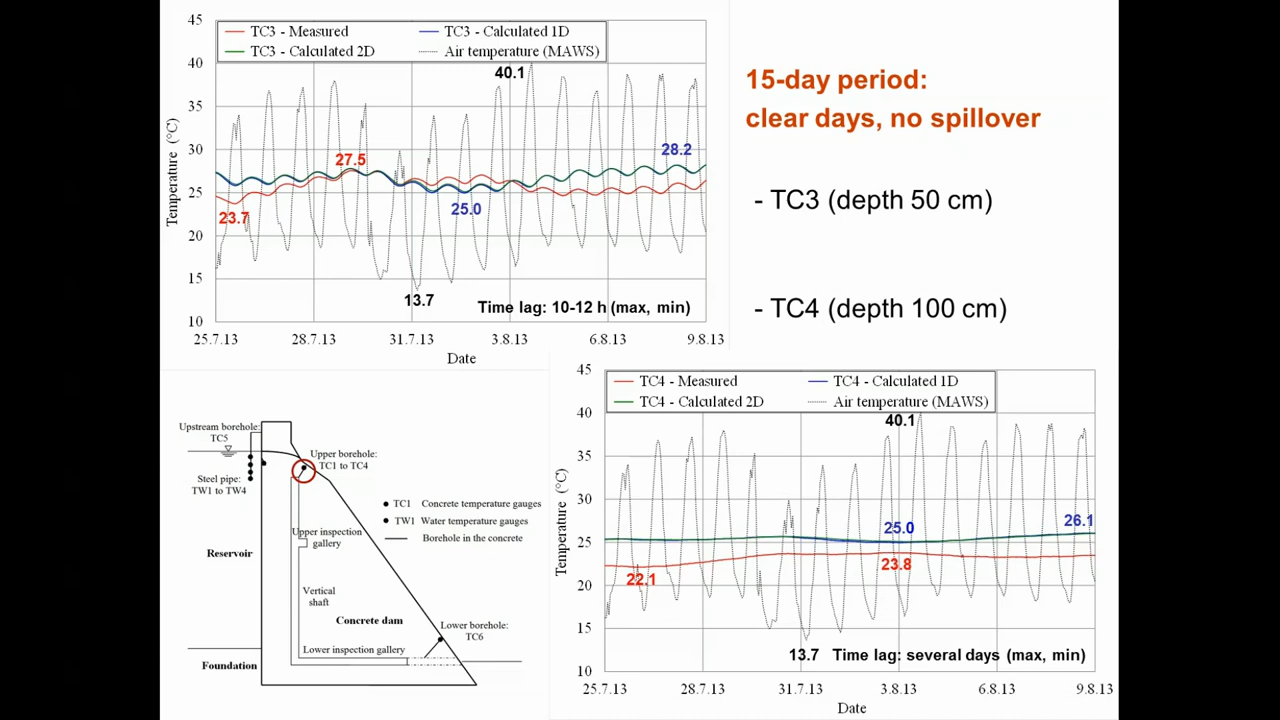 45
TC3 - Measured
TC3 - Calculated 1D
TC3 - Calculated 2D
Air temperature (MAWS)
40
40.1
35
30
27.5
28.2
25
25.0
23.7
20
15
13.7
Time lag: 10-12 h (max, min)
10
Temperature (°C)
25.7.13
28.7.13
31.7.13
3.8.13
6.8.13
9.8.13
Date
15-day period:
clear days, no spillover
- TC3 (depth 50 cm)
- TC4 (depth 100 cm)
Upstream borehole:
TC5
Upper borehole:
TC1 to TC4
Steel pipe:
TW1 to TW4
TC1 Concrete temperature gauges
TW1 Water temperature gauges
Borehole in the concrete
Upper inspection
gallery
Reservoir
Vertical
shaft
Concrete dam
Lower borehole:
TC6
Lower inspection gallery
Foundation
45
TC4 - Measured
TC4 - Calculated 1D
TC4 - Calculated 2D
Air temperature (MAWS)
40
40.1
35
30
25.0
26.1
25
23.8
22.1
20
15
13.7
Time lag: several days (max, min)
10
Temperature (°C)
25.7.13
28.7.13
31.7.13
3.8.13
6.8.13
9.8.13
Date